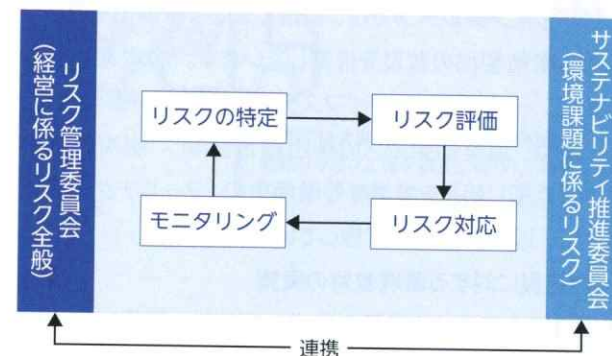 リスク管理委員会
（経営に係るリスク全般）
リスクの特定
リスク評価
モニタリング
リスク対応
サステナビリティ推進委員会
（環境課題に係るリスク）
連携